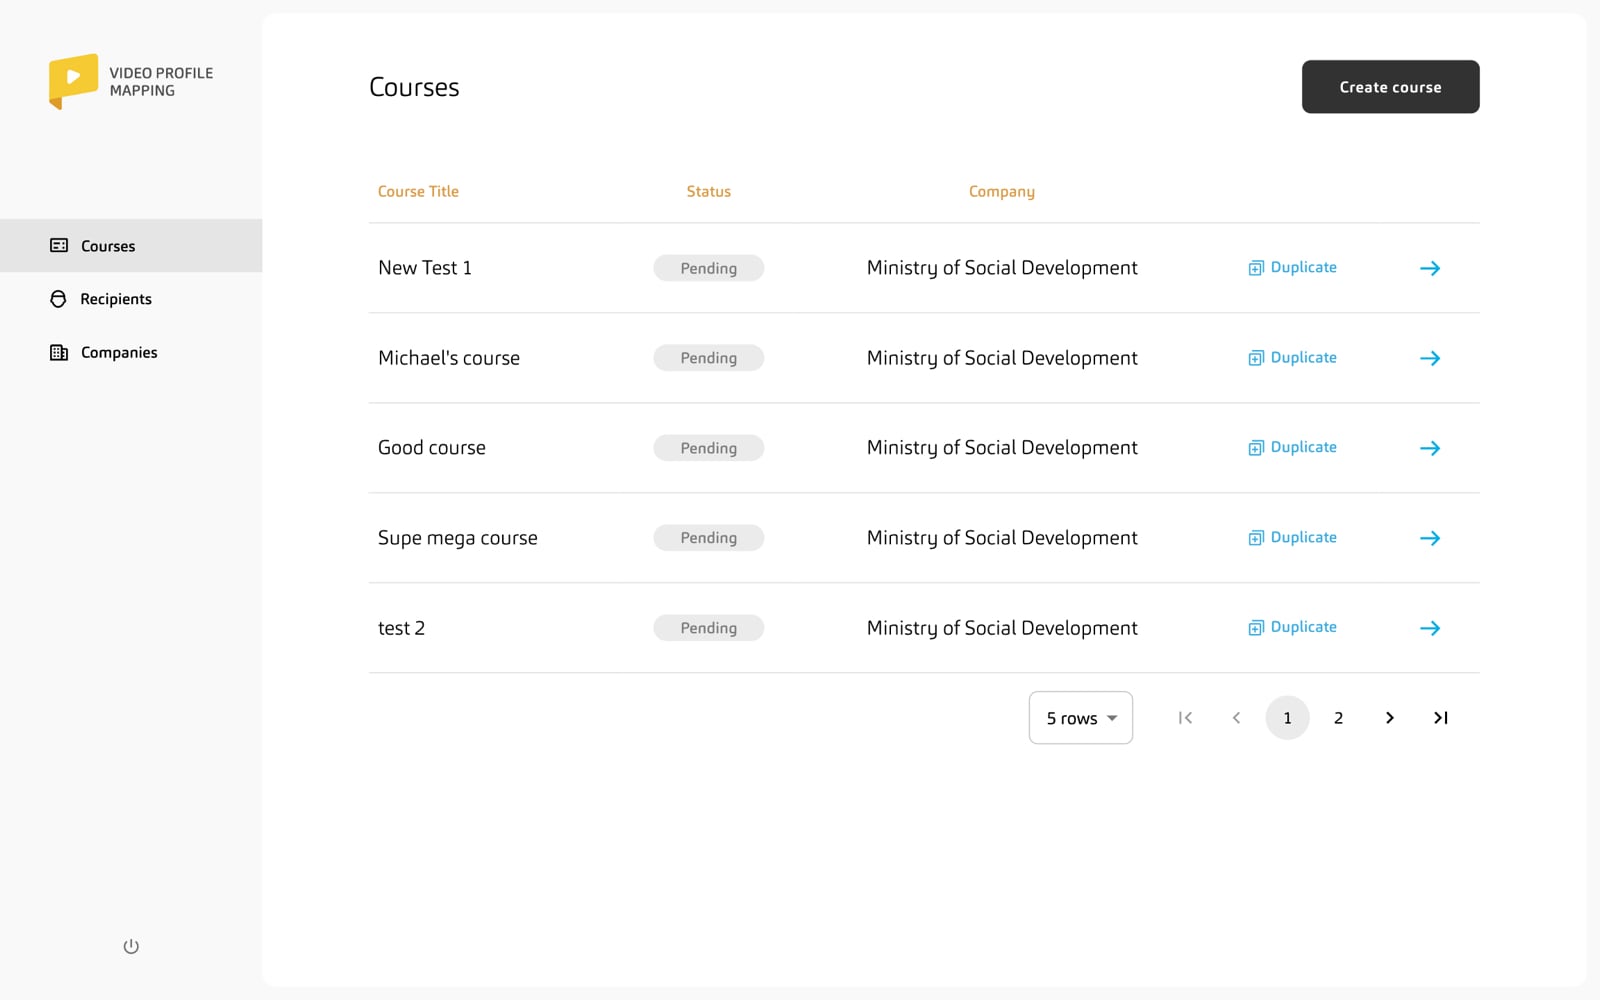 VIDEO PROFILE
MAPPING
Courses
Recipients
Companies
Courses
Create course
Course Title Status Company
New Test 1 Pending Ministry of Social Development Duplicate
Michael's course Pending Ministry of Social Development Duplicate
Good course Pending Ministry of Social Development Duplicate
Supe mega course Pending Ministry of Social Development Duplicate
test 2 Pending Ministry of Social Development Duplicate
5 rows 1 2